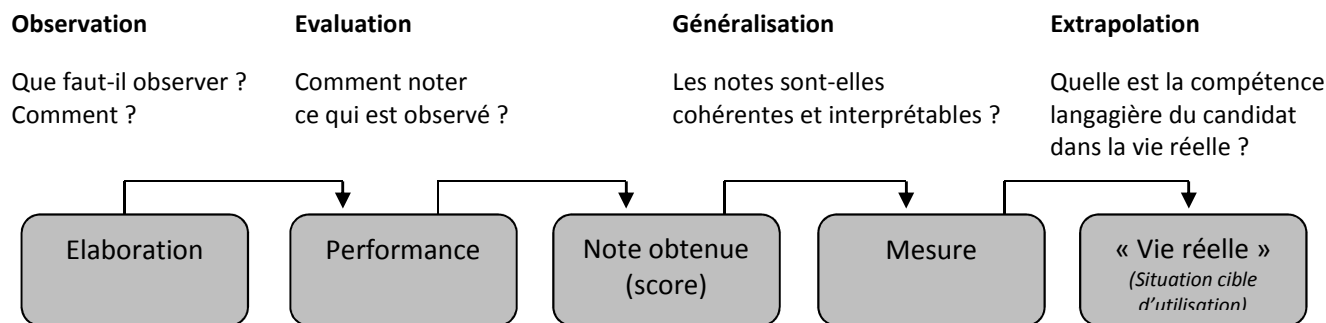 Observation
Que faut-il observer ?
Comment ?
Evaluation
Comment noter
ce qui est observé ?
Généralisation
Les notes sont-elles
cohérentes et interprétables ?
Extrapolation
Quelle est la compétence
langagière du candidat
dans la vie réelle ?
Elaboration
Performance
Note obtenue
(score)
Mesure
« Vie réelle »
(Situation cible
d’utilisation)